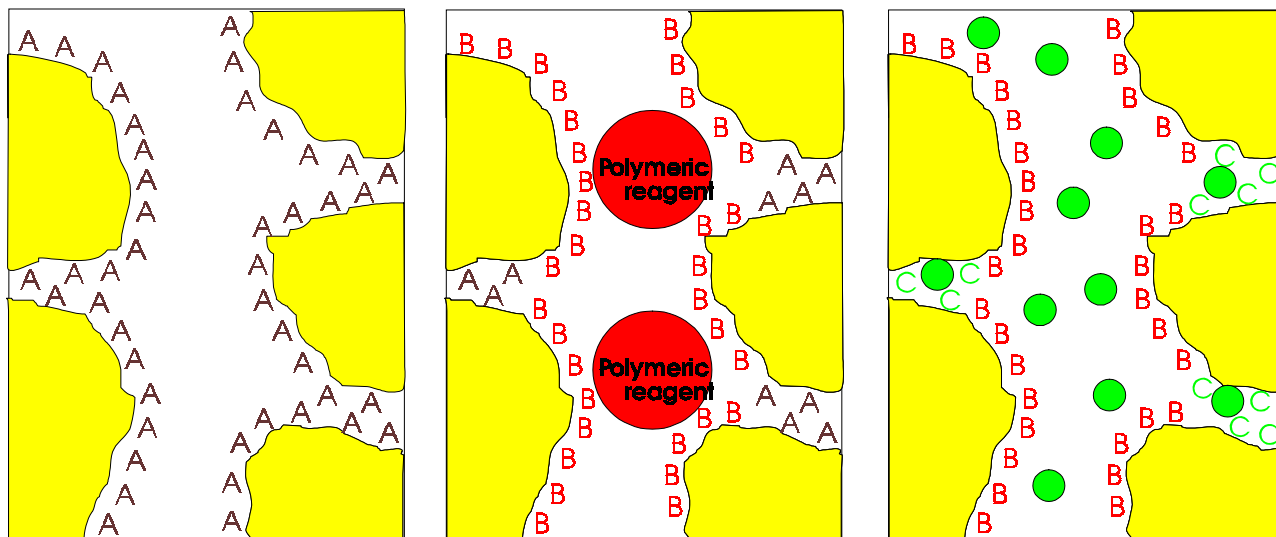 A A A A A A A A A A A A A A A A A A A A A
A A A A A A A A A A A A A A A A A A A A A A A A
B B B B B B B B B B
A A A
B B B B B B B B
B B B B B
A A A A
B B B B B B
A A A A
B B B B B
Polymeric
reagent
Polymeric
reagent
B B B B B B B B B B
C C C
B B B B B B B B
B B B B B
C C C C
B B B B B B
C C C C
B B B B B